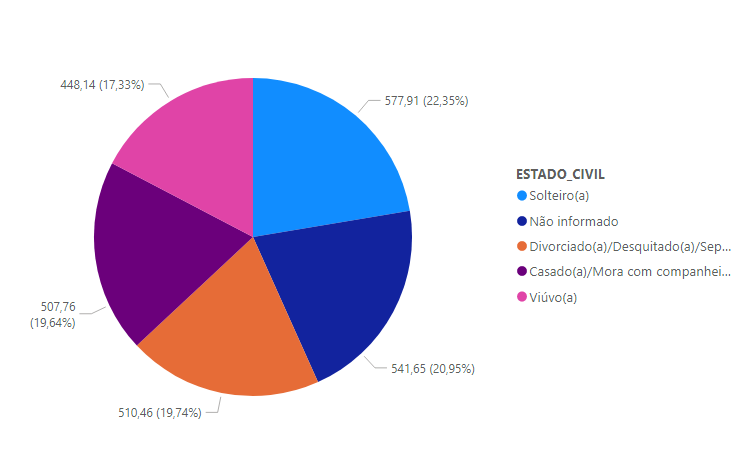 448,14 (17,33%)
577,91 (22,35%)
507,76
(19,64%)
541,65 (20,95%)
510,46 (19,74%)
ESTADO_CIVIL
Solteiro(a)
Não informado
Divorciado(a)/Desquitado(a)/Sep...
Casado(a)/Mora com companhei...
Viúvo(a)